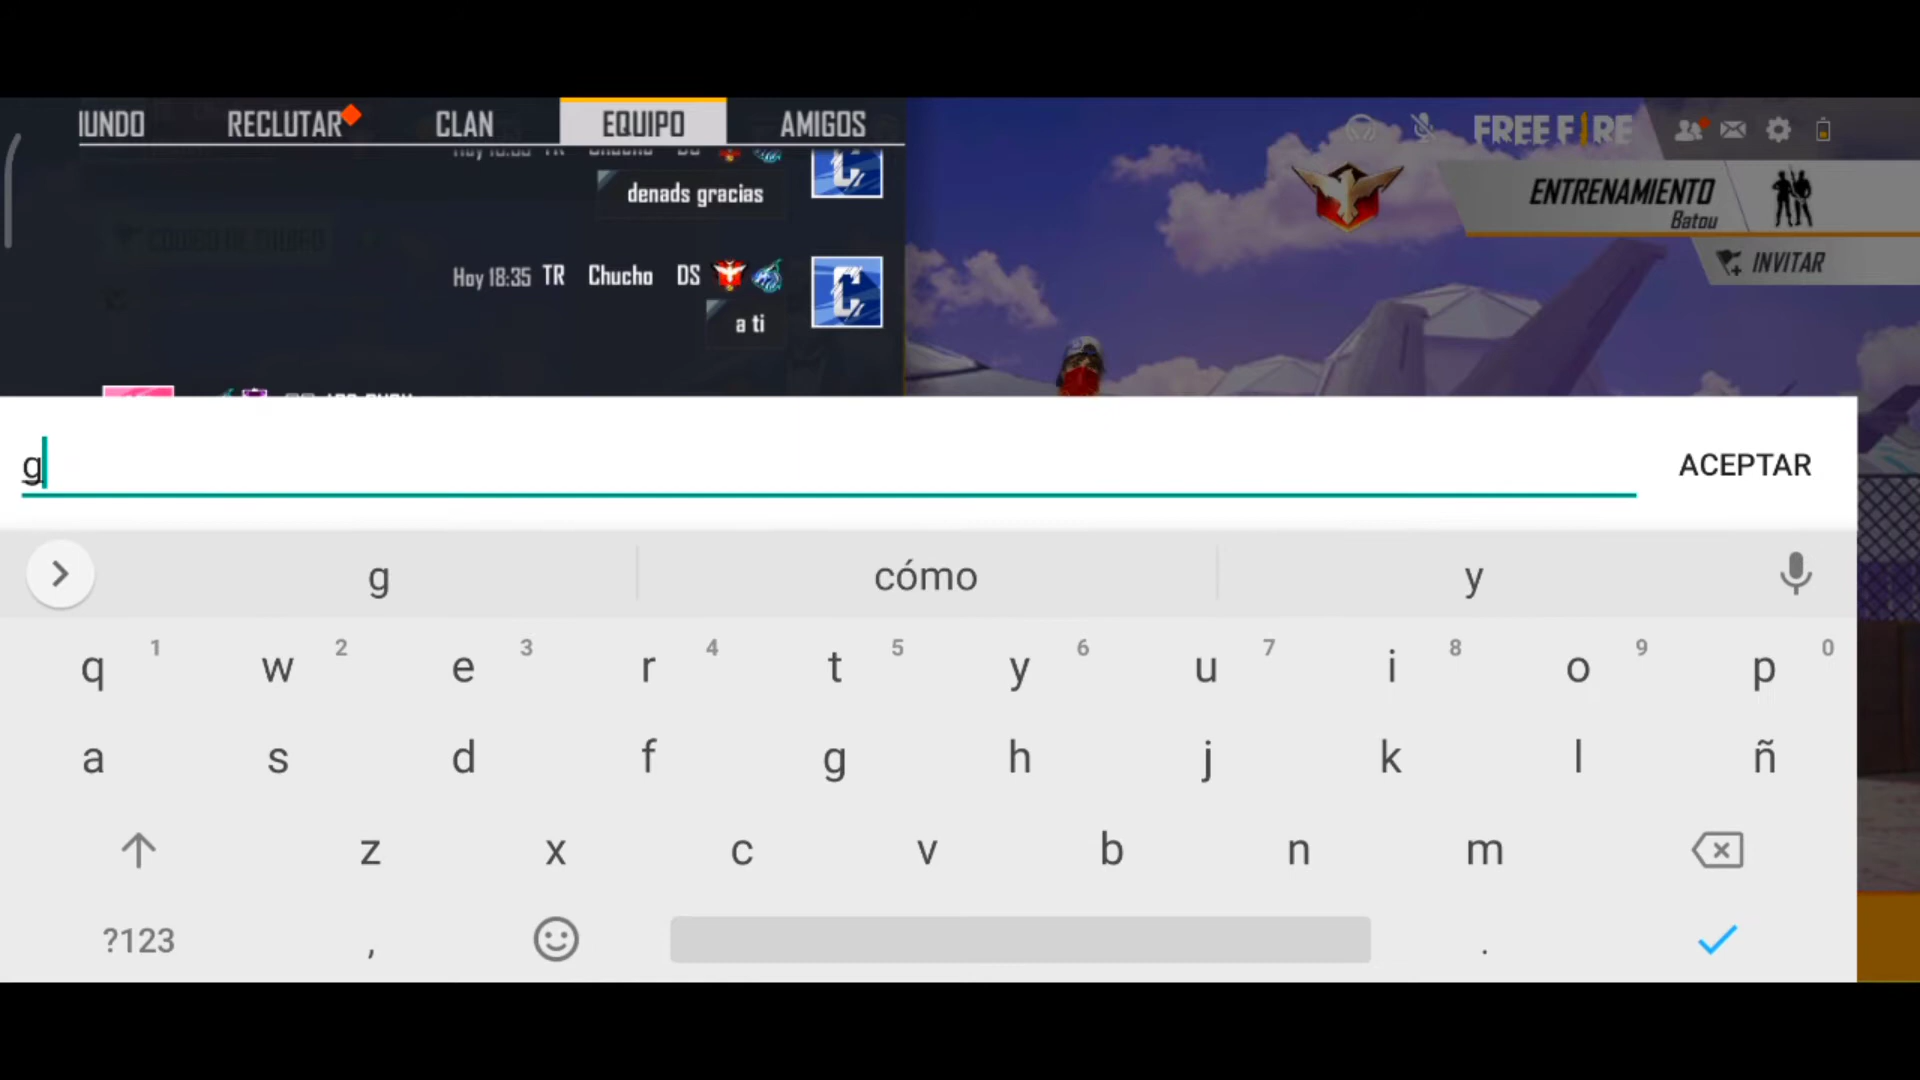 UNDO RECLUTAR CLAN EQUIPO AMIGOS
FREE FIRE
denads gracias
ENTRENAMIENTO
Batou
INVITAR
Hoy 18:35 TR Chucho DS
a ti
g
ACEPTAR
g cómo y
q 1 w 2 e 3 r 4 t 5 y 6 u 7 i 8 o 9 p 0
a s d f g h j k l ñ
z x c v b n m
?123 , .